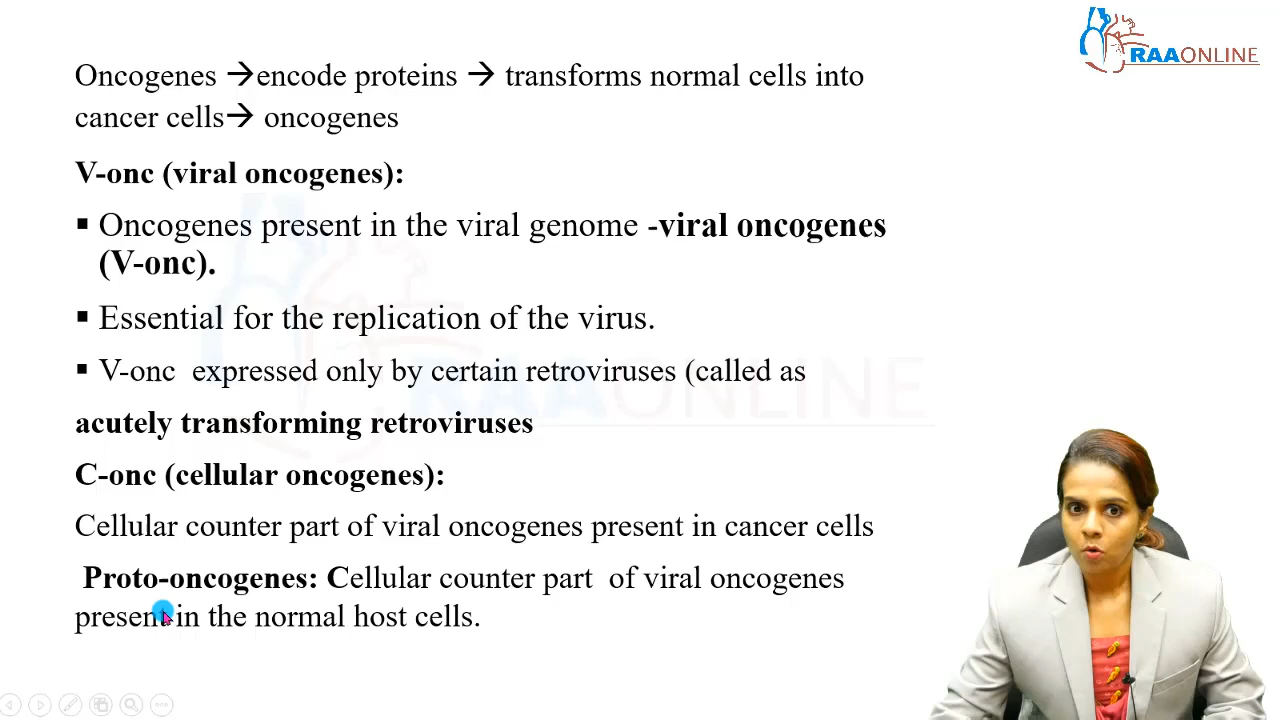 RAAONLINE
Oncogenes →encode proteins → transforms normal cells into
cancer cells→ oncogenes
V-onc (viral oncogenes):
▪ Oncogenes present in the viral genome -viral oncogenes
(V-onc).
▪ Essential for the replication of the virus.
▪ V-onc expressed only by certain retroviruses (called as
acutely transforming retroviruses
C-onc (cellular oncogenes):
Cellular counter part of viral oncogenes present in cancer cells
Proto-oncogenes: Cellular counter part of viral oncogenes
present in the normal host cells.
RAAONLINE